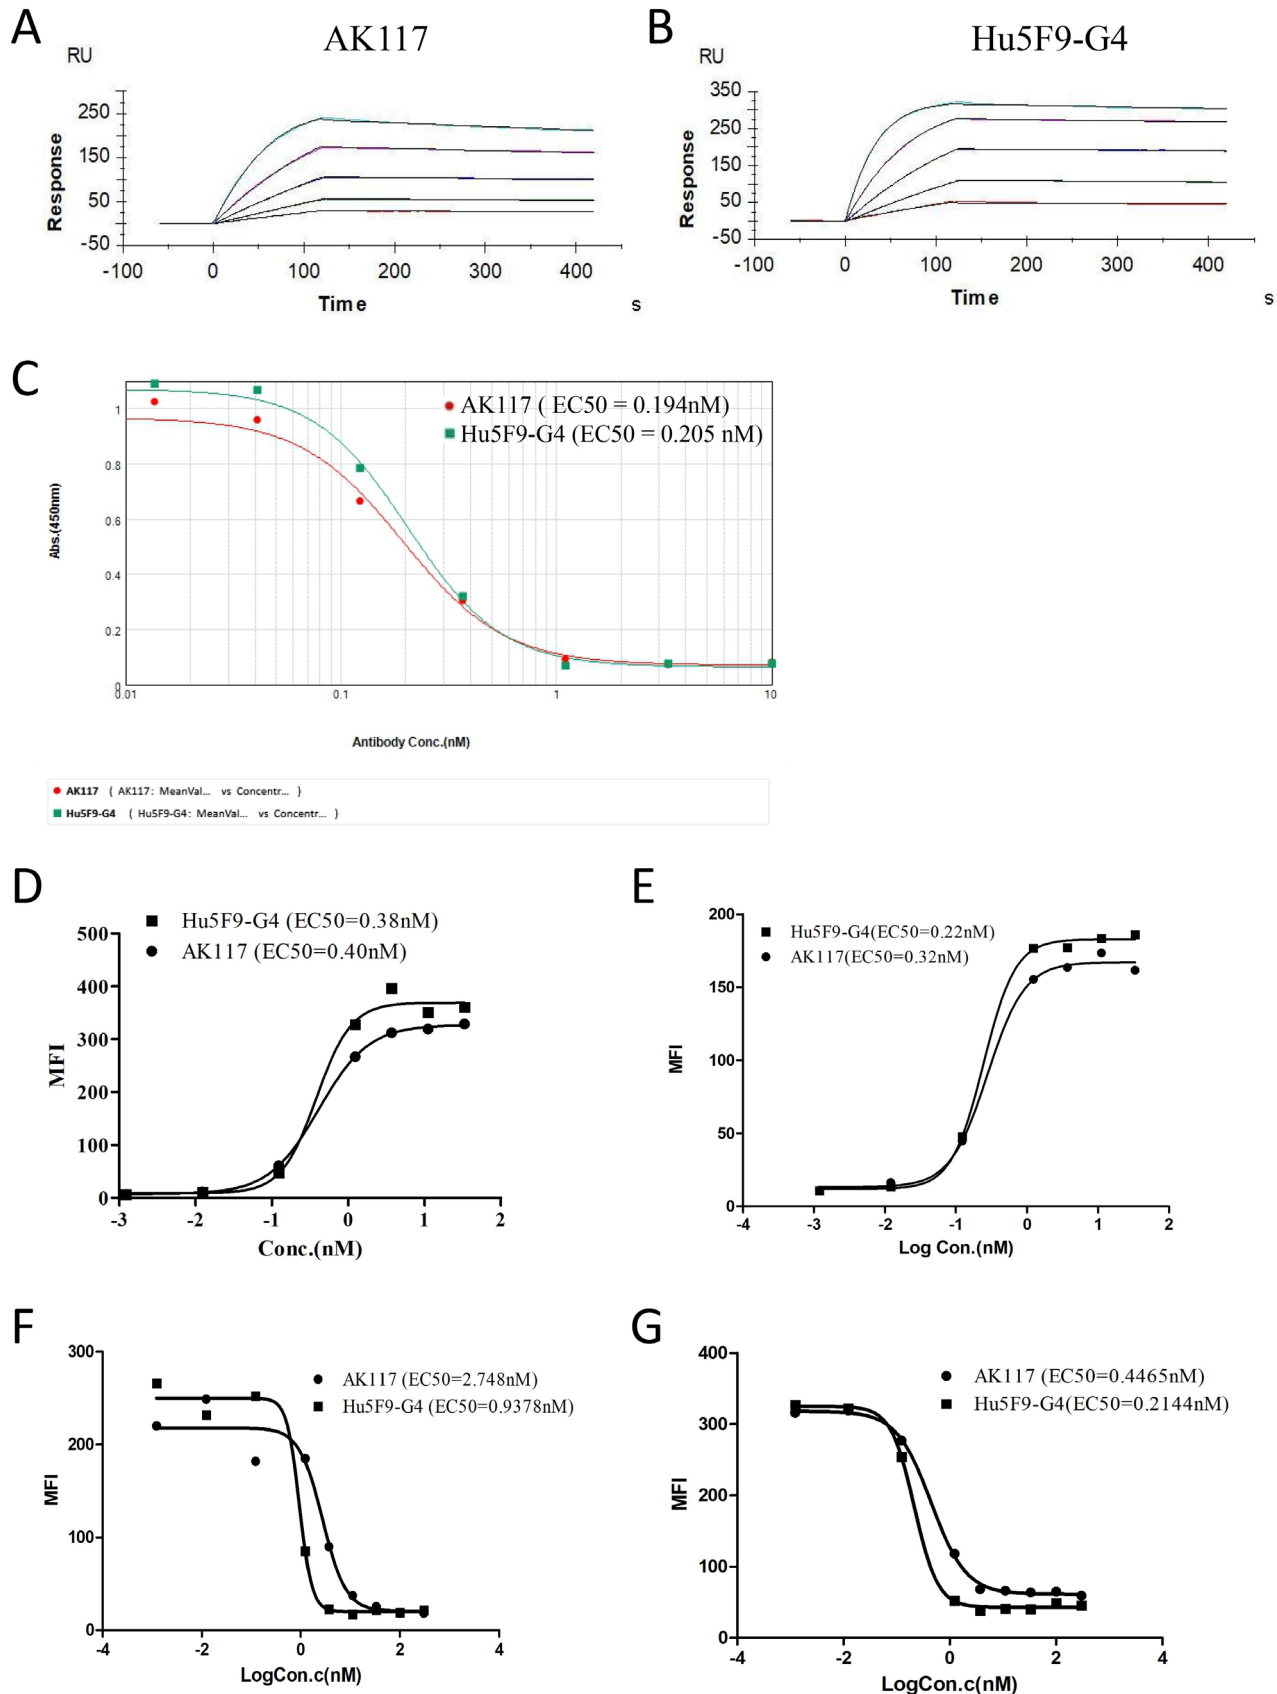 A
AK117
RU
250
150
50
-50
Response
-100
0
100
200
300
400
Time
s
B
Hu5F9-G4
RU
350
250
150
50
-50
Response
-100
0
100
200
300
400
Time
s
C
AK117 ( EC50 = 0.194nM)
Hu5F9-G4 (EC50 = 0.205 nM)
1
0.8
0.6
0.4
0.2
0
Abs.(450nm)
0.01
0.1
1
10
Antibody Conc.(nM)
AK117 ( AK117: MeanVal... vs Concentr... )
Hu5F9-G4 ( Hu5F9-G4: MeanVal... vs Concentr... )
D
Hu5F9-G4 (EC50=0.38nM)
AK117 (EC50=0.40nM)
500
400
300
200
100
0
MFI
-3
-2
-1
0
1
2
Conc.(nM)
E
Hu5F9-G4(EC50=0.22nM)
AK117(EC50=0.32nM)
200
150
100
50
0
MFI
-4
-3
-2
-1
0
1
2
Log Con.(nM)
F
AK117 (EC50=2.748nM)
Hu5F9-G4 (EC50=0.9378nM)
300
200
100
0
MFI
-4
-2
0
2
4
LogCon.c(nM)
G
AK117 (EC50=0.4465nM)
Hu5F9-G4(EC50=0.2144nM)
400
300
200
100
0
MFI
-4
-2
0
2
4
LogCon.c(nM)